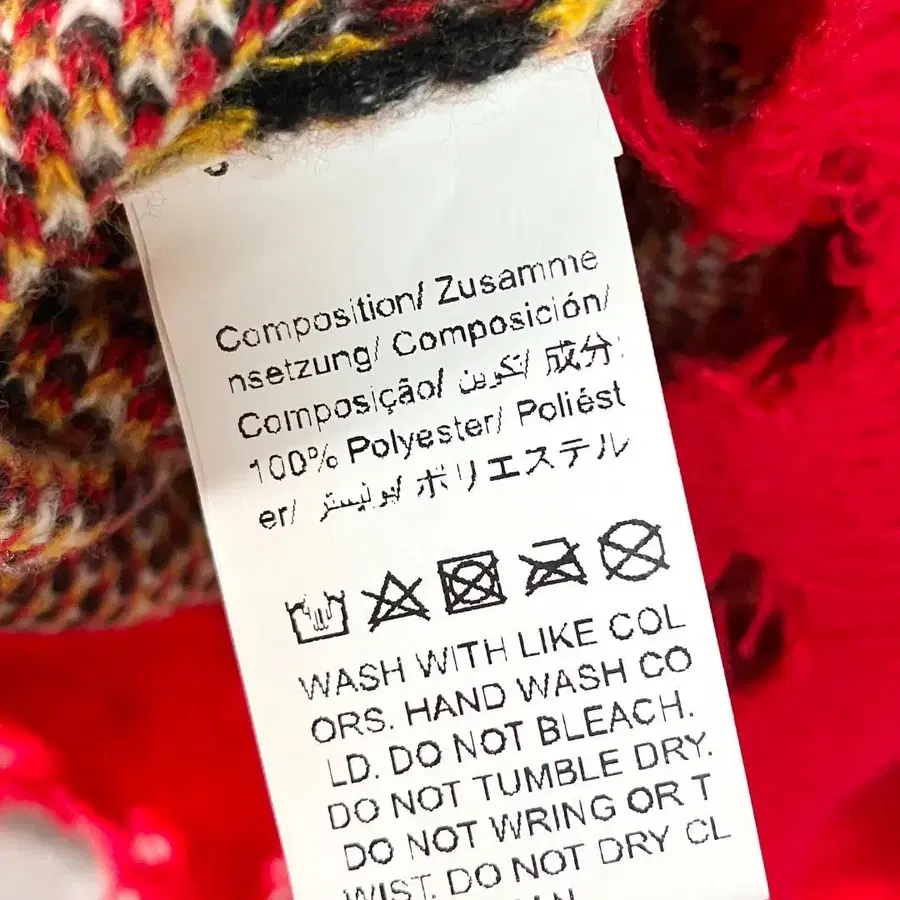 Composition/ Zusamme
nsetzung/ Composición/
Composição/ تكوين/ 成分:
100% Polyester/ Poliést
er/ بوليستر/ ポリエステル
WASH WITH LIKE COL
ORS. HAND WASH CO
LD. DO NOT BLEACH.
DO NOT TUMBLE DRY.
DO NOT WRING OR T
WIST. DO NOT DRY CL